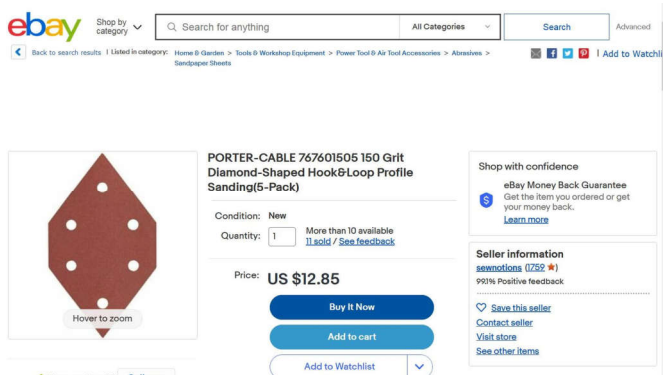 ebay
Shop by
category
Search for anything
All Categories
Search
Advanced
Back to search results
Listed in category:
Home & Garden > Tools & Workshop Equipment > Power Tool & Air Tool Accessories > Abrasives >
Sandpaper Sheets
Add to Watchli
PORTER-CABLE 767601505 150 Grit
Diamond-Shaped Hook&Loop Profile
Sanding(5-Pack)
Condition: New
Quantity: 1
More than 10 available
11 sold / See feedback
Price: US $12.85
Buy It Now
Add to cart
Add to Watchlist
Hover to zoom
Shop with confidence
eBay Money Back Guarantee
Get the item you ordered or get
your money back.
Learn more
Seller information
sewnotions (1759 ★)
99.1% Positive feedback
Save this seller
Contact seller
Visit store
See other items